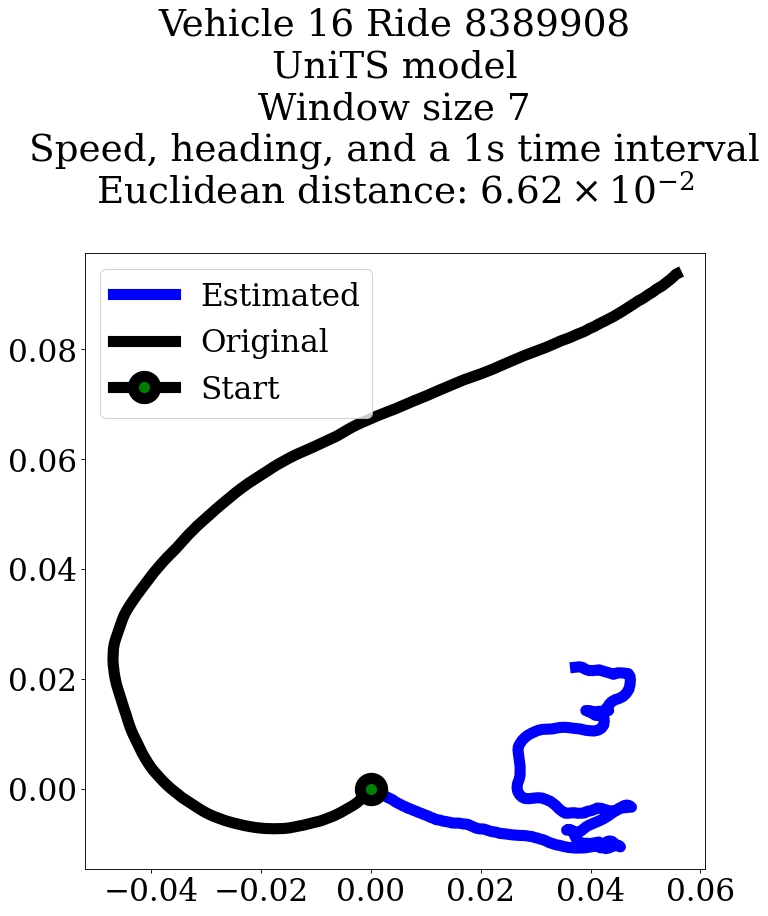 Vehicle 16 Ride 8389908
UniTS model
Window size 7
Speed, heading, and a 1s time interval
Euclidean distance: 6.62 × 10⁻²
Estimated
Original
Start
0.08
0.06
0.04
0.02
0.00
−0.04 −0.02 0.00 0.02 0.04 0.06